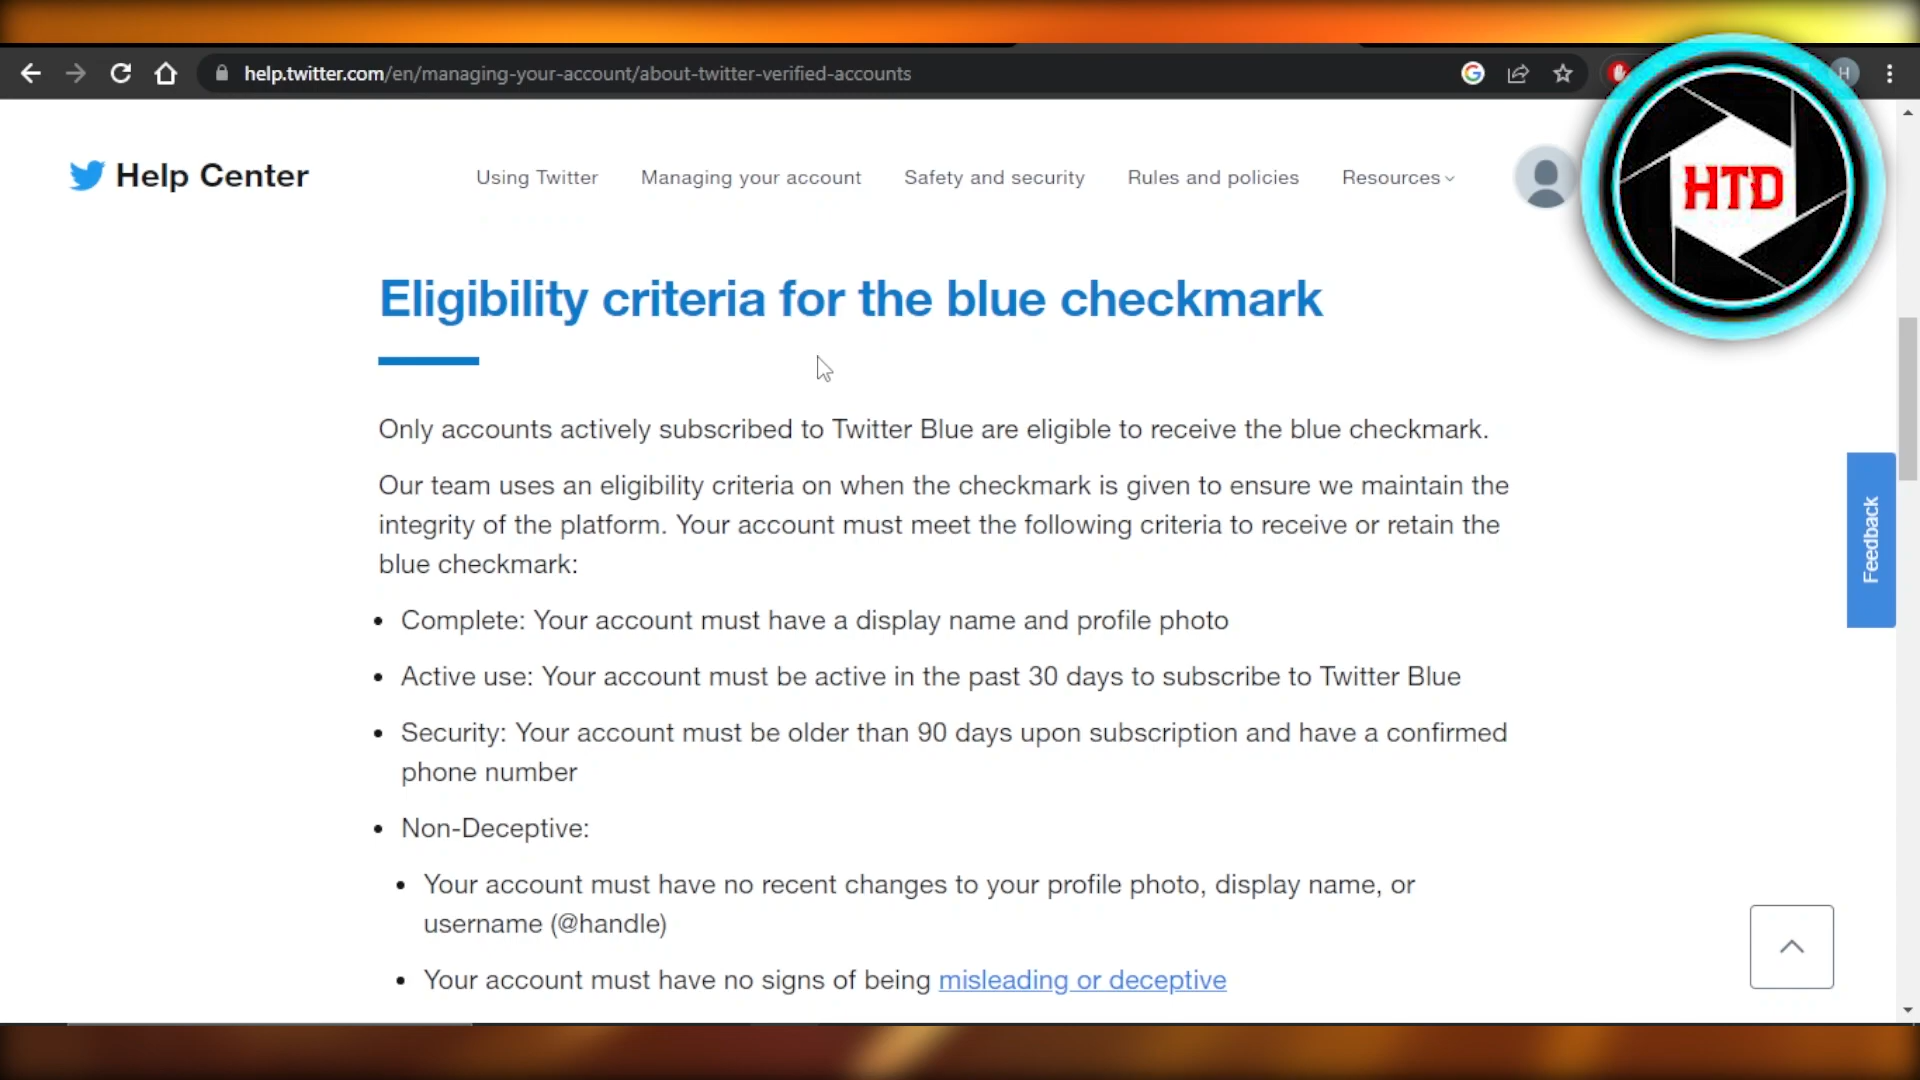 help.twitter.com/en/managing-your-account/about-twitter-verified-accounts
H
HTD
Help Center
Using Twitter
Managing your account
Safety and security
Rules and policies
Resources
Eligibility criteria for the blue checkmark
Only accounts actively subscribed to Twitter Blue are eligible to receive the blue checkmark.
Our team uses an eligibility criteria on when the checkmark is given to ensure we maintain the
integrity of the platform. Your account must meet the following criteria to receive or retain the
blue checkmark:
• Complete: Your account must have a display name and profile photo
• Active use: Your account must be active in the past 30 days to subscribe to Twitter Blue
• Security: Your account must be older than 90 days upon subscription and have a confirmed
phone number
• Non-Deceptive:
• Your account must have no recent changes to your profile photo, display name, or
username (@handle)
• Your account must have no signs of being misleading or deceptive
Feedback